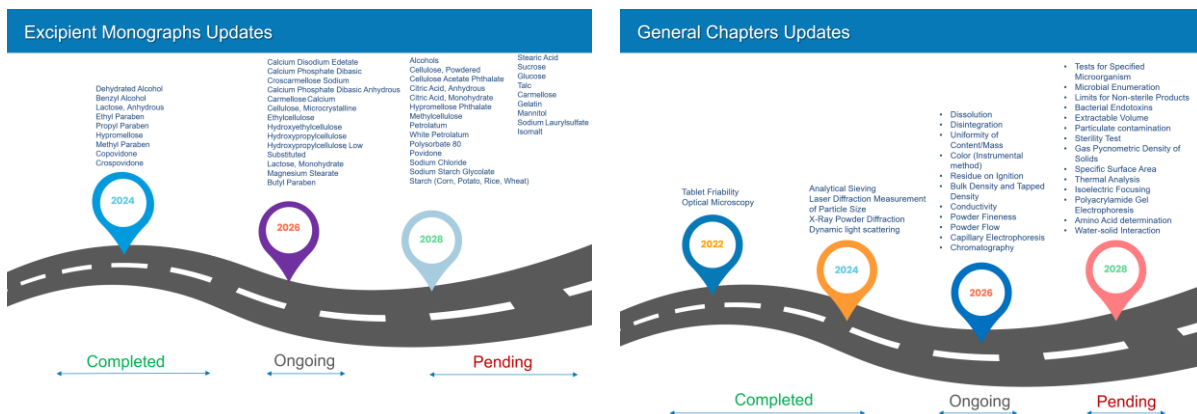 Excipient Monographs Updates
Dehydrated Alcohol
Benzyl Alcohol
Lactose, Anhydrous
Ethyl Paraben
Propyl Paraben
Hypromellose
Methyl Paraben
Copovidone
Crospovidone
2024
Calcium Disodium Edetate
Calcium Phosphate Dibasic
Croscarmellose Sodium
Calcium Phosphate Dibasic Anhydrous
Carmellose Calcium
Cellulose, Microcrystalline
Ethylcellulose
Hydroxyethylcellulose
Hydroxypropylcellulose
Hydroxypropylcellulose Low
Substituted
Lactose, Monohydrate
Magnesium Stearate
Butyl Paraben
2026
Alcohols
Cellulose, Powdered
Cellulose Acetate Phthalate
Citric Acid, Anhydrous
Citric Acid, Monohydrate
Hypromellose Phthalate
Methylcellulose
Petrolatum
White Petrolatum
Polysorbate 80
Povidone
Sodium Chloride
Sodium Starch Glycolate
Starch (Corn, Potato, Rice, Wheat)
2028
Stearic Acid
Sucrose
Glucose
Talc
Carmellose
Gelatin
Mannitol
Sodium Laurylsulfate
Isomalt
Completed
Ongoing
Pending
General Chapters Updates
Tablet Friability
Optical Microscopy
2022
Analytical Sieving
Laser Diffraction Measurement
of Particle Size
X-Ray Powder Diffraction
Dynamic light scattering
2024
• Dissolution
• Disintegration
• Uniformity of
Content/Mass
• Color (Instrumental
method)
• Residue on Ignition
• Bulk Density and Tapped
Density
• Conductivity
• Powder Fineness
• Powder Flow
• Capillary Electrophoresis
• Chromatography
2026
• Tests for Specified
Microorganism
• Microbial Enumeration
• Limits for Non-sterile Products
• Bacterial Endotoxins
• Extractable Volume
• Particulate contamination
• Sterility Test
• Gas Pycnometric Density of
Solids
• Specific Surface Area
• Thermal Analysis
• Isoelectric Focusing
• Polyacrylamide Gel
Electrophoresis
• Amino Acid determination
• Water-solid Interaction
2028
Completed
Ongoing
Pending